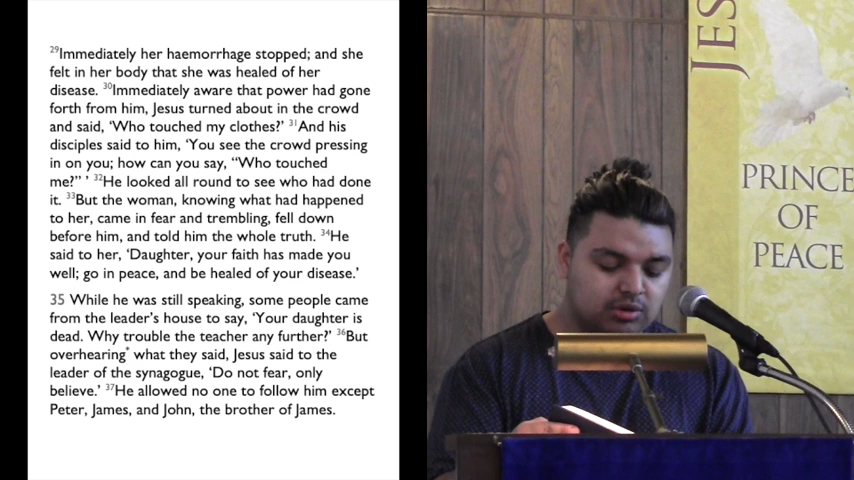 29Immediately her haemorrhage stopped; and she
felt in her body that she was healed of her
disease. 30Immediately aware that power had gone
forth from him, Jesus turned about in the crowd
and said, ‘Who touched my clothes?’ 31And his
disciples said to him, ‘You see the crowd pressing
in on you; how can you say, “Who touched
me?” ’ 32He looked all round to see who had done
it. 33But the woman, knowing what had happened
to her, came in fear and trembling, fell down
before him, and told him the whole truth. 34He
said to her, ‘Daughter, your faith has made you
well; go in peace, and be healed of your disease.’
35 While he was still speaking, some people came
from the leader’s house to say, ‘Your daughter is
dead. Why trouble the teacher any further?’ 36But
overhearing* what they said, Jesus said to the
leader of the synagogue, ‘Do not fear, only
believe.’ 37He allowed no one to follow him except
Peter, James, and John, the brother of James.
JES
PRINCE
OF
PEACE